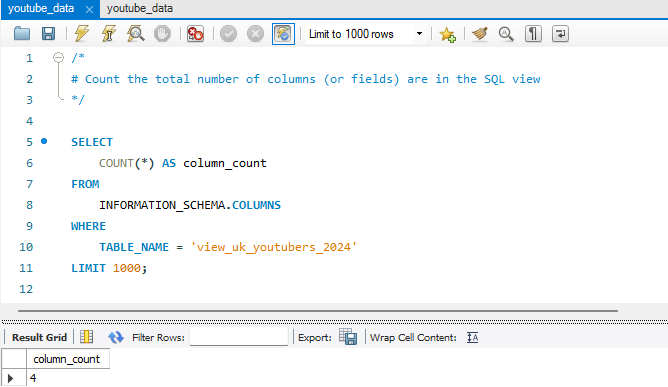 youtube_data × youtube_data
Limit to 1000 rows
1 /*
2 # Count the total number of columns (or fields) are in the SQL view
3 */
4
5 SELECT
6 COUNT(*) AS column_count
7 FROM
8 INFORMATION_SCHEMA.COLUMNS
9 WHERE
10 TABLE_NAME = 'view_uk_youtubers_2024'
11 LIMIT 1000;
12
Result Grid Filter Rows: Export: Wrap Cell Content: IA
column_count
4